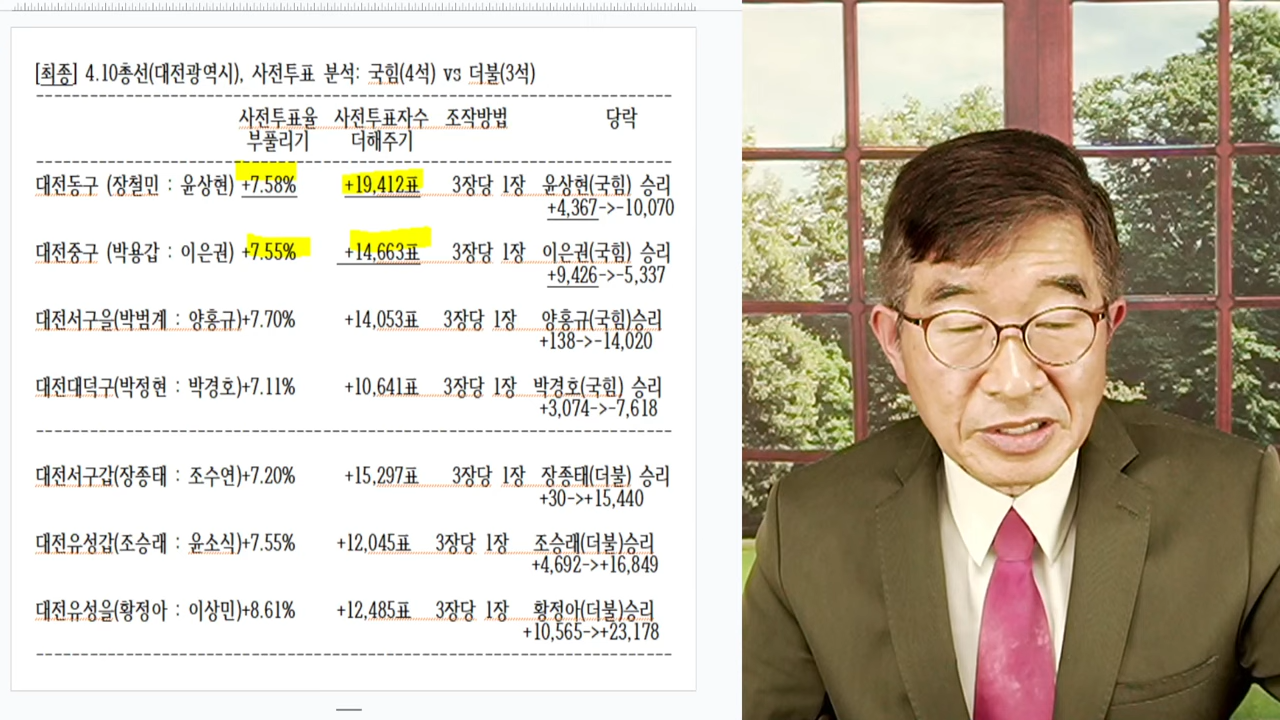 [최종] 4.10총선(대전광역시), 사전투표 분석: 국힘(4석) vs 더불(3석)
사전투표율 사전투표자수 조작방법 당락
부풀리기 더해주기
대전동구 (장철민 : 윤상현) +7.58% +19,412표 3장당 1장 윤상현(국힘) 승리
+4,367->-10,070
대전중구 (박용갑 : 이은권) +7.55% +14,663표 3장당 1장 이은권(국힘) 승리
+9,426->-5,337
대전서구을(박범계 : 양홍규)+7.70% +14,053표 3장당 1장 양홍규(국힘)승리
+138->-14,020
대전대덕구(박정현 : 박경호)+7.11% +10,641표 3장당 1장 박경호(국힘) 승리
+3,074->-7,618
대전서구갑(장종태 : 조수연)+7.20% +15,297표 3장당 1장 장종태(더불) 승리
+30->+15,440
대전유성갑(조승래 : 윤소식)+7.55% +12,045표 3장당 1장 조승래(더불)승리
+4,692->+16,849
대전유성을(황정아 : 이상민)+8.61% +12,485표 3장당 1장 황정아(더불)승리
+10,565->+23,178